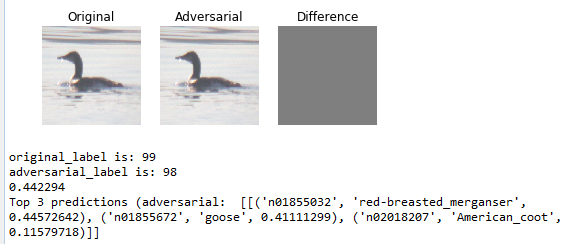 Original Adversarial Difference
original_label is: 99
adversarial_label is: 98
0.442294
Top 3 predictions (adversarial:  [[('n01855032', 'red-breasted_merganser',
0.44572642), ('n01855672', 'goose', 0.41111299), ('n02018207', 'American_coot',
0.11579718)]]